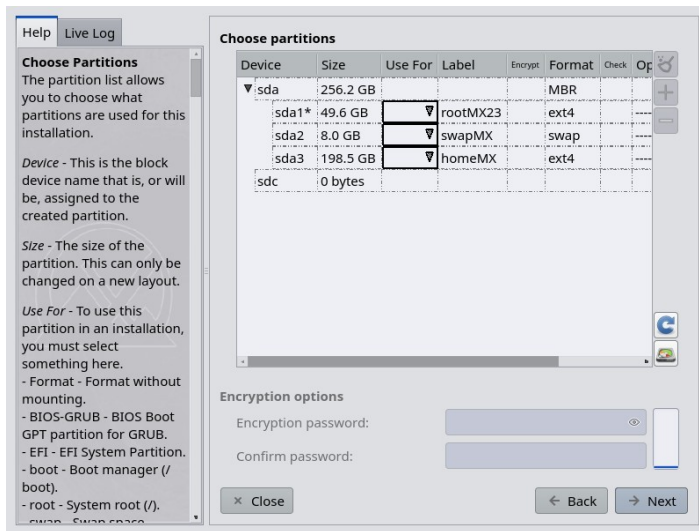 Help Live Log
Choose Partitions
The partition list allows
you to choose what
partitions are used for this
installation.
Device - This is the block
device name that is, or will
be, assigned to the
created partition.
Size - The size of the
partition. This can only be
changed on a new layout.
Use For - To use this
partition in an installation,
you must select
something here.
- Format - Format without
mounting.
- BIOS-GRUB - BIOS Boot
GPT partition for GRUB.
- EFI - EFI System Partition.
- boot - Boot manager (/
boot).
- root - System root (/).
- swap - Swap space.
Choose partitions
Device Size Use For Label Encrypt Format Check Op
sda 256.2 GB MBR
sda1* 49.6 GB rootMX23 ext4 ----
sda2 8.0 GB swapMX swap ----
sda3 198.5 GB homeMX ext4 ----
sdc 0 bytes
Encryption options
Encryption password:
Confirm password:
Close Back Next